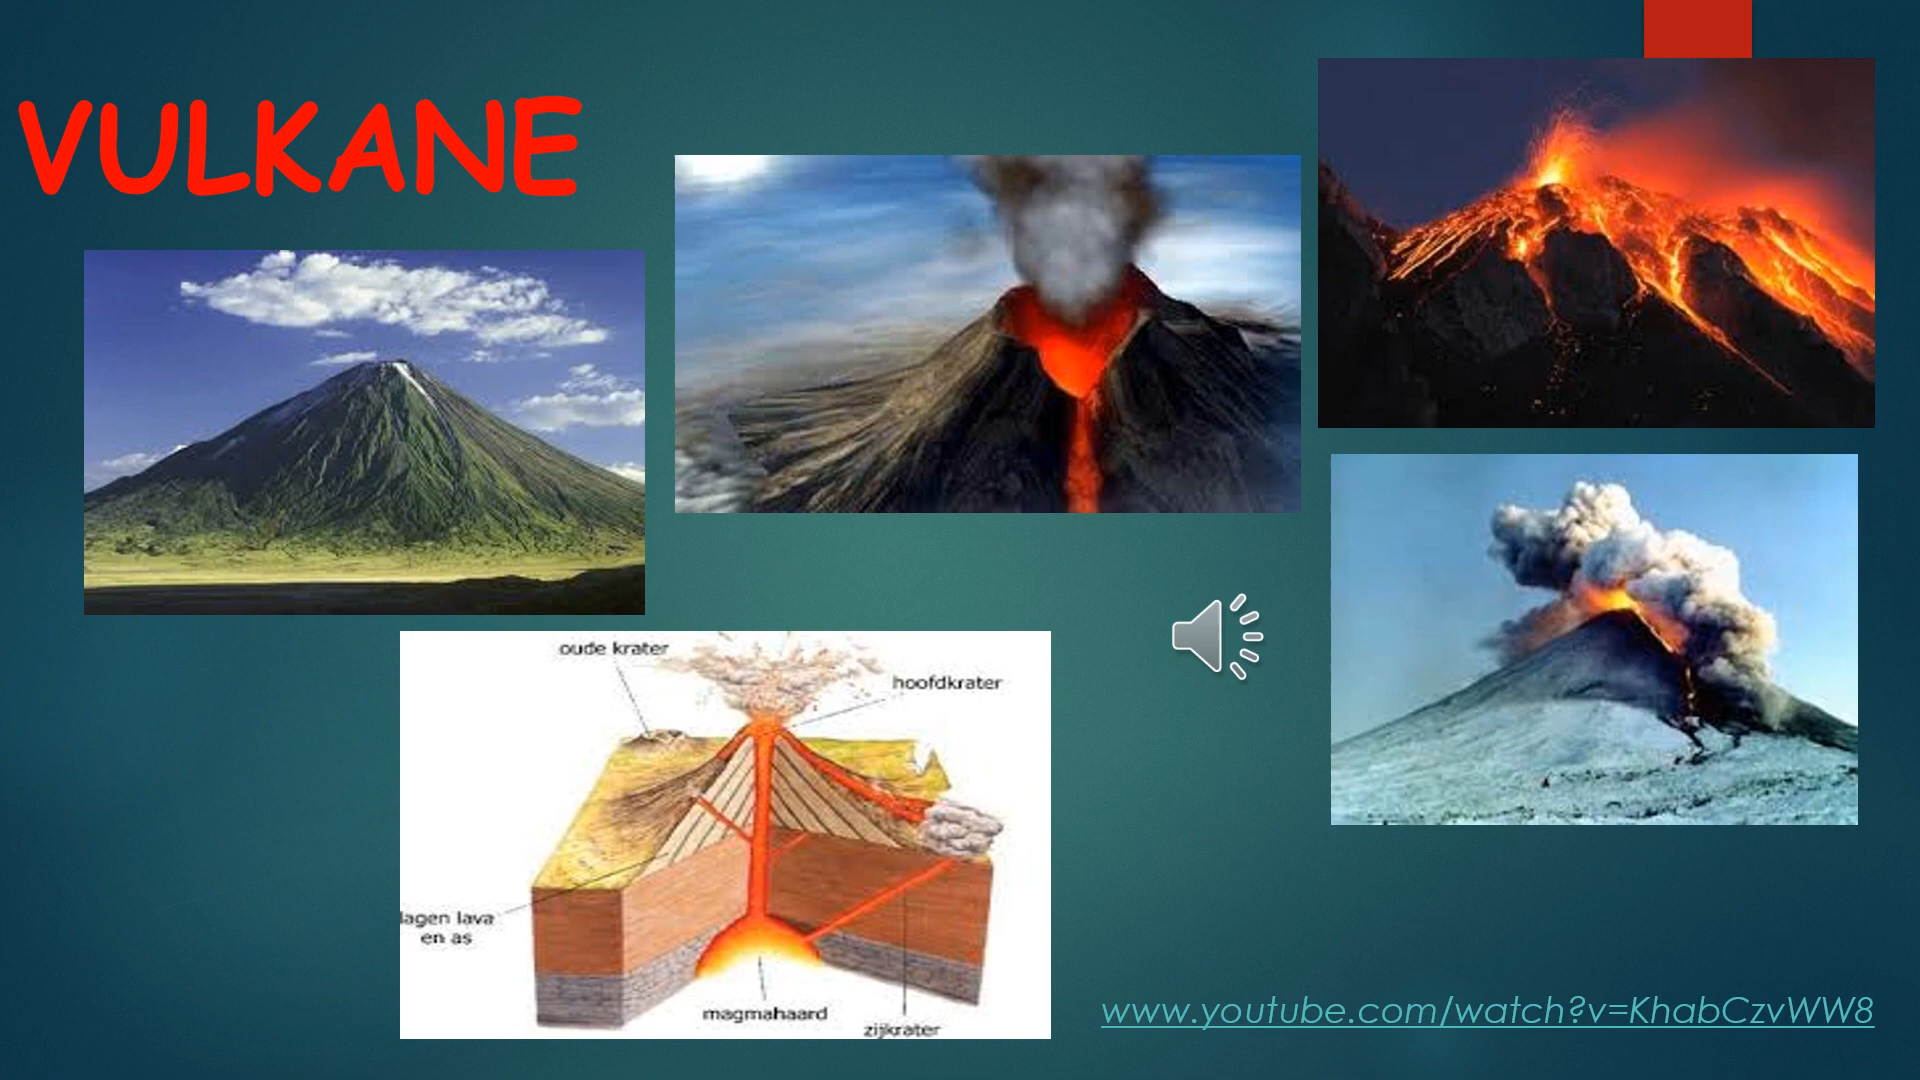 VULKANE
oude krater
hoofdkrater
lagen lava
en as
magmahaard
zijkrater
www.youtube.com/watch?v=KhabCzvWW8